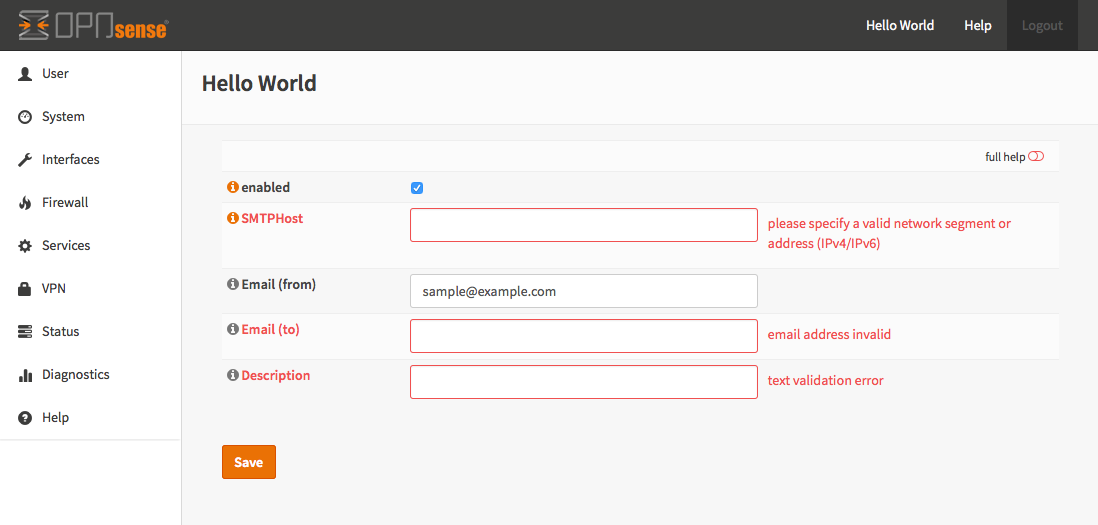 OPNsense®
Hello World
Help
Logout
User
System
Interfaces
Firewall
Services
VPN
Status
Diagnostics
Help
Hello World
full help
enabled
SMTPHost
please specify a valid network segment or
address (IPv4/IPv6)
Email (from)
sample@example.com
Email (to)
email address invalid
Description
text validation error
Save